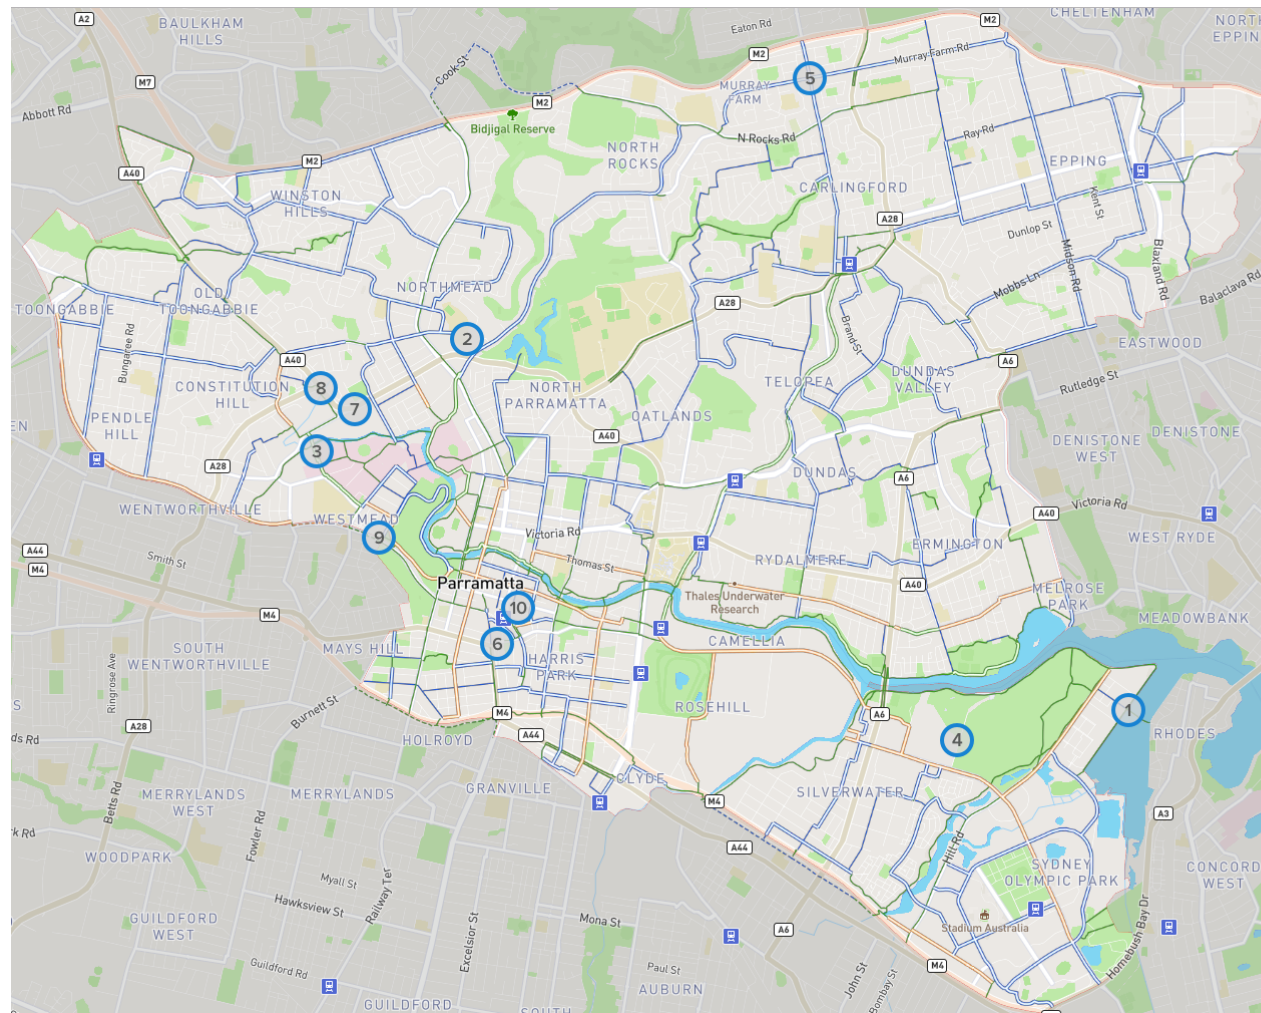 A2
BAULKHAM
HILLS
Eaton Rd
M2
CHELTENHAM
NORTH
EPPIN
M2
Murray Farm Rd
Cook St
M7
5
MURRAY
FARM
M2
Abbott Rd
Bidjigal Reserve
N Rocks Rd
Ray Rd
NORTH
ROCKS
EPPING
M2
A40
CARLINGFORD
WINSTON
HILLS
Kent St
A28
Dunlop St
Midson Rd
Blaxland Rd
NORTHMEAD
Mobbs Ln
Balaclava Rd
OLD
TOONGABBIE
TOONGABBIE
A28
Bungaree Rd
Brand St
2
EASTWOOD
A40
A6
8
CONSTITUTION
HILL
NORTH
PARRAMATTA
TELOPEA
DUNDAS
VALLEY
Rutledge St
7
OATLANDS
PENDLE
HILL
EN
A40
DENISTONE
DENISTONE
WEST
3
A28
DUNDAS
A6
WENTWORTHVILLE
WESTMEAD
Victoria Rd
A40
9
Victoria Rd
WEST RYDE
A44
Smith St
M4
Thomas St
RYDALMERE
ERMINGTON
Parramatta
A40
MELROSE
PARK
Thales Underwater
Research
10
M4
MEADOWBANK
CAMELLIA
6
SOUTH
WENTWORTHVILLE
MAYS HILL
HARRIS
PARK
Ringrose Ave
S
ROSEHILL
Burnett St
M4
A6
1
A28
RHODES
ds Rd
HOLROYD
A44
4
CLYDE
GRANVILLE
SILVERWATER
MERRYLANDS
WEST
MERRYLANDS
M4
A3
Betts Rd
Fowler Rd
rk Rd
A44
Hill Rd
WOODPARK
SYDNEY
OLYMPIC PARK
CONCORD
WEST
Myall St
Railway Ter
Hawksview St
GUILDFORD
WEST
Excelsior St
Mona St
A6
Stadium Australia
Homebush Bay Dr
Guildford Rd
Paul St
M4
John St
Bombay St
AUBURN
GUILDFORD
SOUTH